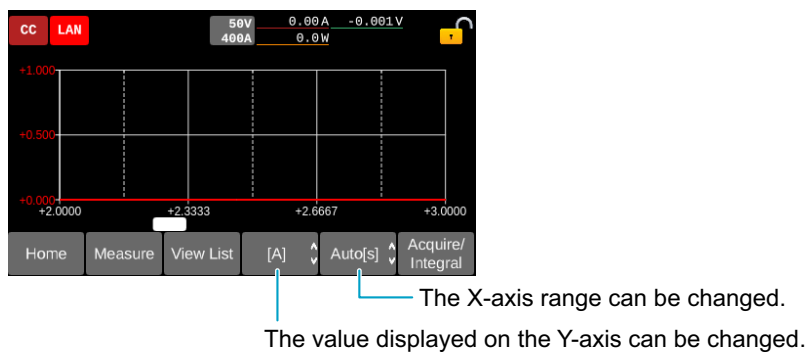 CC LAN 50V 0.00A -0.001V
400A 0.0W
+1.000
+0.500
+0.000
+2.0000 +2.3333 +2.6667 +3.0000
Home Measure View List [A] Auto[s] Acquire/
Integral
The X-axis range can be changed.
The value displayed on the Y-axis can be changed.